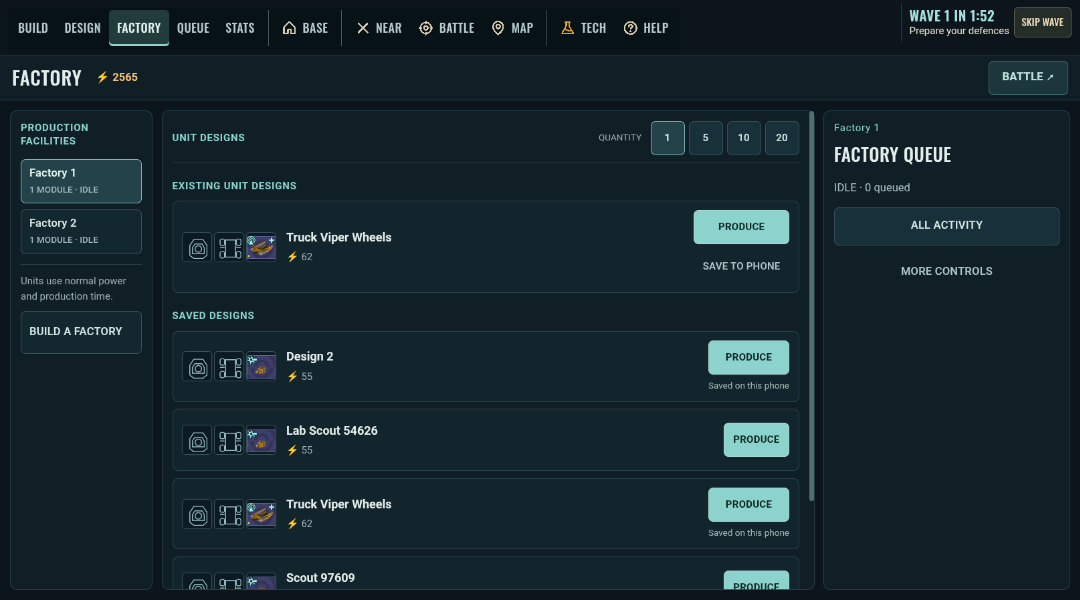 BUILD DESIGN FACTORY QUEUE STATS BASE NEAR BATTLE MAP TECH HELP
WAVE 1 IN 1:52
Prepare your defences
SKIP WAVE
FACTORY
⚡ 2565
BATTLE ↗
PRODUCTION
FACILITIES
Factory 1
1 MODULE · IDLE
Factory 2
1 MODULE · IDLE
Units use normal power
and production time.
BUILD A FACTORY
UNIT DESIGNS
QUANTITY 1 5 10 20
EXISTING UNIT DESIGNS
Truck Viper Wheels
⚡ 62
PRODUCE
SAVE TO PHONE
SAVED DESIGNS
Design 2
⚡ 55
PRODUCE
Saved on this phone
Lab Scout 54626
⚡ 55
PRODUCE
Truck Viper Wheels
⚡ 62
PRODUCE
Saved on this phone
Scout 97609
PRODUCE
Factory 1
FACTORY QUEUE
IDLE · 0 queued
ALL ACTIVITY
MORE CONTROLS